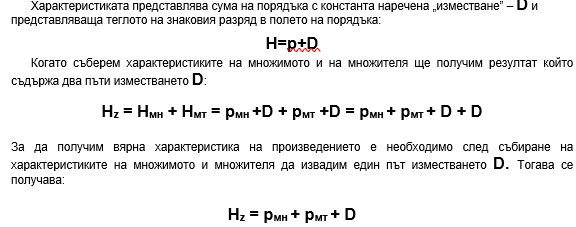 Характеристиката представлява сума на порядъка с константа наречена „изместване” – D и
представляваща теглото на знаковия разряд в полето на порядъка:
H=p+D
Когато съберем характеристиките на множимото и на множителя ще получим резултат който
съдържа два пъти изместването D:
Hz = Hмн + Hмт = pмн +D + pмт +D = pмн + pмт + D + D
За да получим вярна характеристика на произведението е необходимо след събиране на
характеристиките на множимото и множителя да извадим един път изместването D. Тогава се
получава:
Hz = pмн + pмт + D